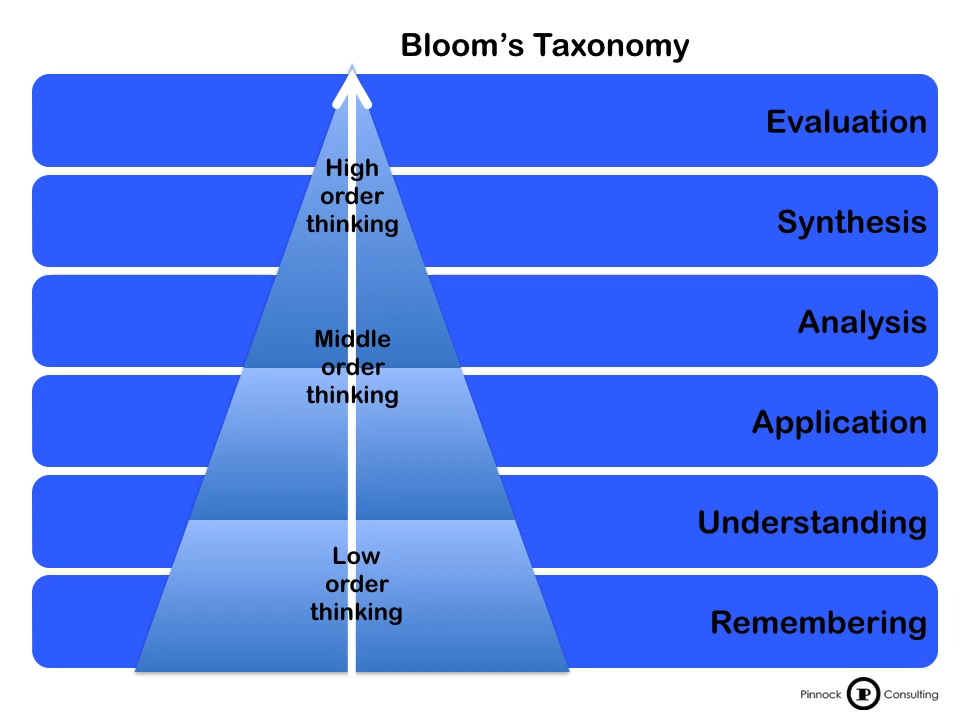 Bloom’s Taxonomy
Evaluation
High
order
thinking
Synthesis
Analysis
Middle
order
thinking
Application
Understanding
Low
order
thinking
Remembering
Pinnock P Consulting